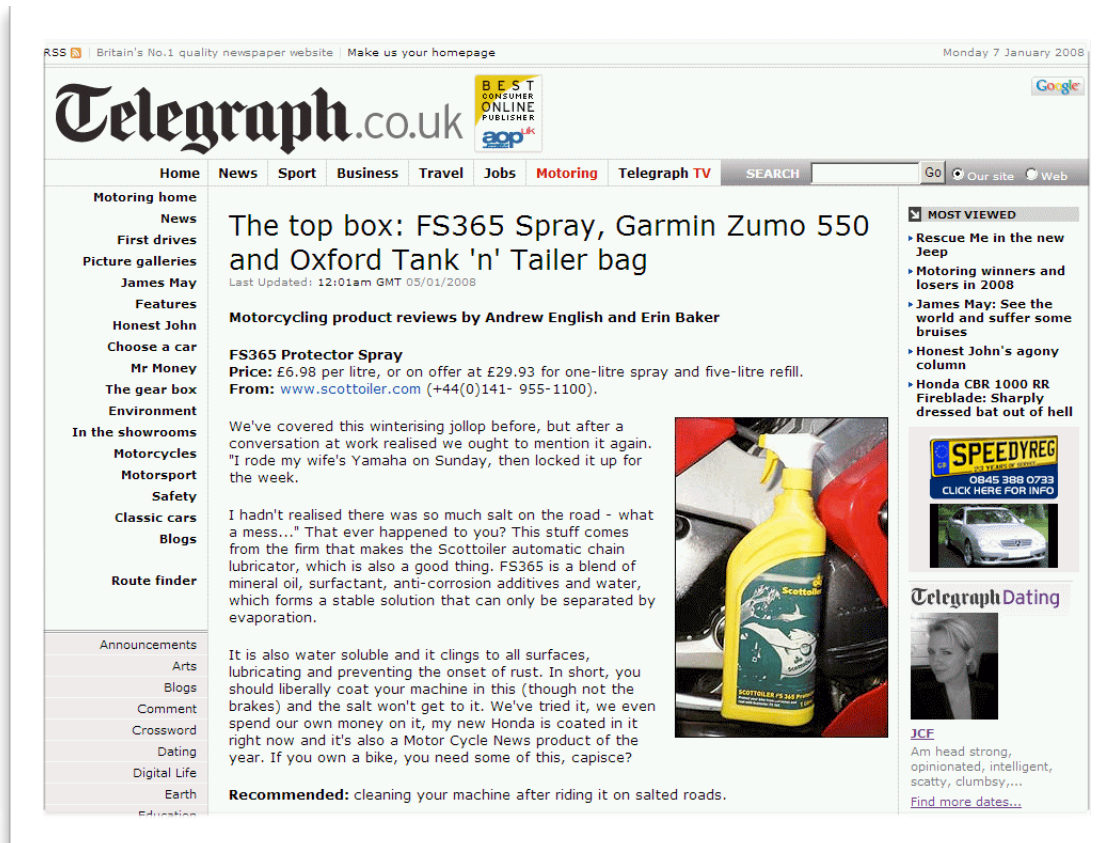 RSS | Britain's No.1 quality newspaper website | Make us your homepage
Monday 7 January 2008
Telegraph.co.uk
BEST
CONSUMER
ONLINE
PUBLISHER
aop uk
Google
Home News Sport Business Travel Jobs Motoring Telegraph TV SEARCH Go Our site Web
Motoring home
News
First drives
Picture galleries
James May
Features
Honest John
Choose a car
Mr Money
The gear box
Environment
In the showrooms
Motorcycles
Motorsport
Safety
Classic cars
Blogs
Route finder
Announcements
Arts
Blogs
Comment
Crossword
Dating
Digital Life
Earth
Education
The top box: FS365 Spray, Garmin Zumo 550
and Oxford Tank 'n' Tailer bag
Last Updated: 12:01am GMT 05/01/2008
Motorcycling product reviews by Andrew English and Erin Baker
FS365 Protector Spray
Price: £6.98 per litre, or on offer at £29.93 for one-litre spray and five-litre refill.
From: www.scottoiler.com (+44(0)141- 955-1100).
We've covered this winterising jollop before, but after a
conversation at work realised we ought to mention it again.
"I rode my wife's Yamaha on Sunday, then locked it up for
the week.
I hadn't realised there was so much salt on the road - what
a mess..." That ever happened to you? This stuff comes
from the firm that makes the Scottoiler automatic chain
lubricator, which is also a good thing. FS365 is a blend of
mineral oil, surfactant, anti-corrosion additives and water,
which forms a stable solution that can only be separated by
evaporation.
It is also water soluble and it clings to all surfaces,
lubricating and preventing the onset of rust. In short, you
should liberally coat your machine in this (though not the
brakes) and the salt won't get to it. We've tried it, we even
spend our own money on it, my new Honda is coated in it
right now and it's also a Motor Cycle News product of the
year. If you own a bike, you need some of this, capisce?
Recommended: cleaning your machine after riding it on salted roads.
Scottoiler
SCOTTOILER FS 365
MOST VIEWED
Rescue Me in the new
Jeep
Motoring winners and
losers in 2008
James May: See the
world and suffer some
bruises
Honest John's agony
column
Honda CBR 1000 RR
Fireblade: Sharply
dressed bat out of hell
GB
SPEEDYREG
23 YEARS OF SERVICE
0845 388 0733
CLICK HERE FOR INFO
Telegraph Dating
JCF
Am head strong,
opinionated, intelligent,
scatty, clumbsy,...
Find more dates...